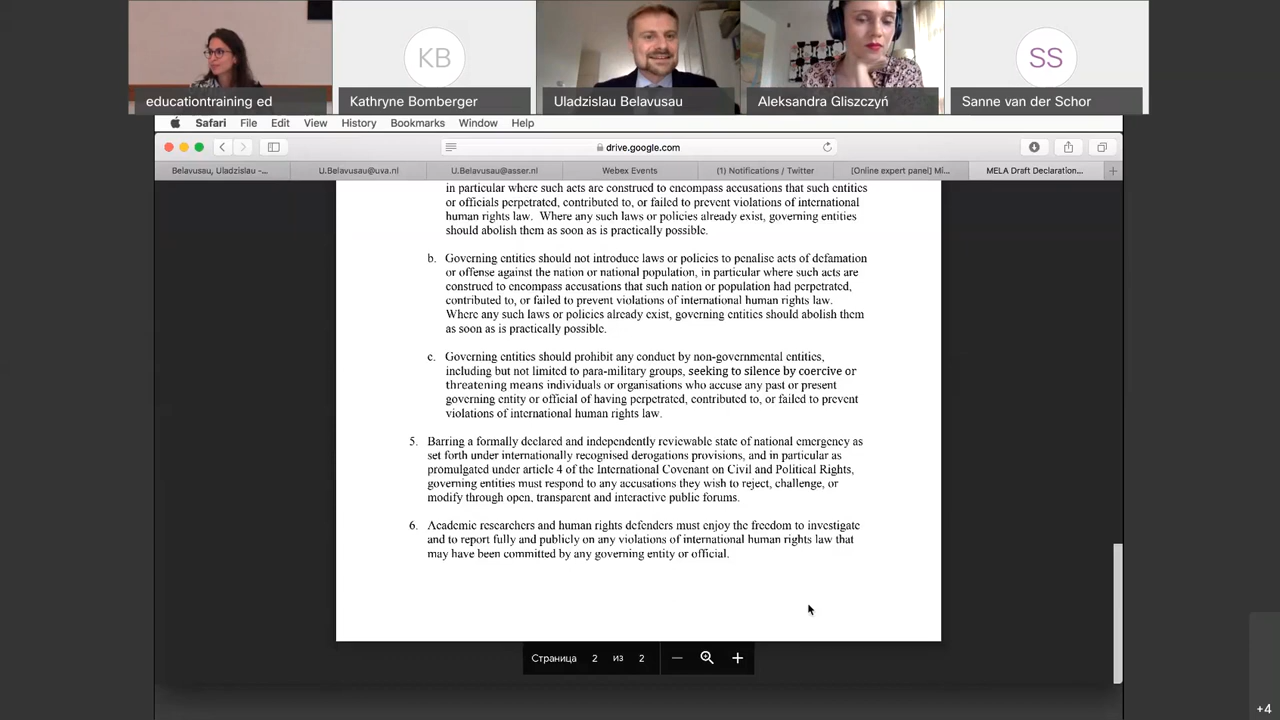 KB
SS
educationtraining ed
Kathryne Bomberger
Uladzislau Belavusau
Aleksandra Gliszczyń
Sanne van der Schor
Safari File Edit View History Bookmarks Window Help
drive.google.com
Belavusau, Uladzislau -...
U.Belavusau@uva.nl
U.Belavusau@asser.nl
Webex Events
(1) Notifications / Twitter
[Online expert panel] Mi...
MELA Draft Declaration...
in particular where such acts are construed to encompass accusations that such entities
or officials perpetrated, contributed to, or failed to prevent violations of international
human rights law. Where any such laws or policies already exist, governing entities
should abolish them as soon as is practically possible.
b. Governing entities should not introduce laws or policies to penalise acts of defamation
or offense against the nation or national population, in particular where such acts are
construed to encompass accusations that such nation or population had perpetrated,
contributed to, or failed to prevent violations of international human rights law.
Where any such laws or policies already exist, governing entities should abolish them
as soon as is practically possible.
c. Governing entities should prohibit any conduct by non-governmental entities,
including but not limited to para-military groups, seeking to silence by coercive or
threatening means individuals or organisations who accuse any past or present
governing entity or official of having perpetrated, contributed to, or failed to prevent
violations of international human rights law.
5. Barring a formally declared and independently reviewable state of national emergency as
set forth under internationally recognised derogations provisions, and in particular as
promulgated under article 4 of the International Covenant on Civil and Political Rights,
governing entities must respond to any accusations they wish to reject, challenge, or
modify through open, transparent and interactive public forums.
6. Academic researchers and human rights defenders must enjoy the freedom to investigate
and to report fully and publicly on any violations of international human rights law that
may have been committed by any governing entity or official.
Страница 2 из 2
+4